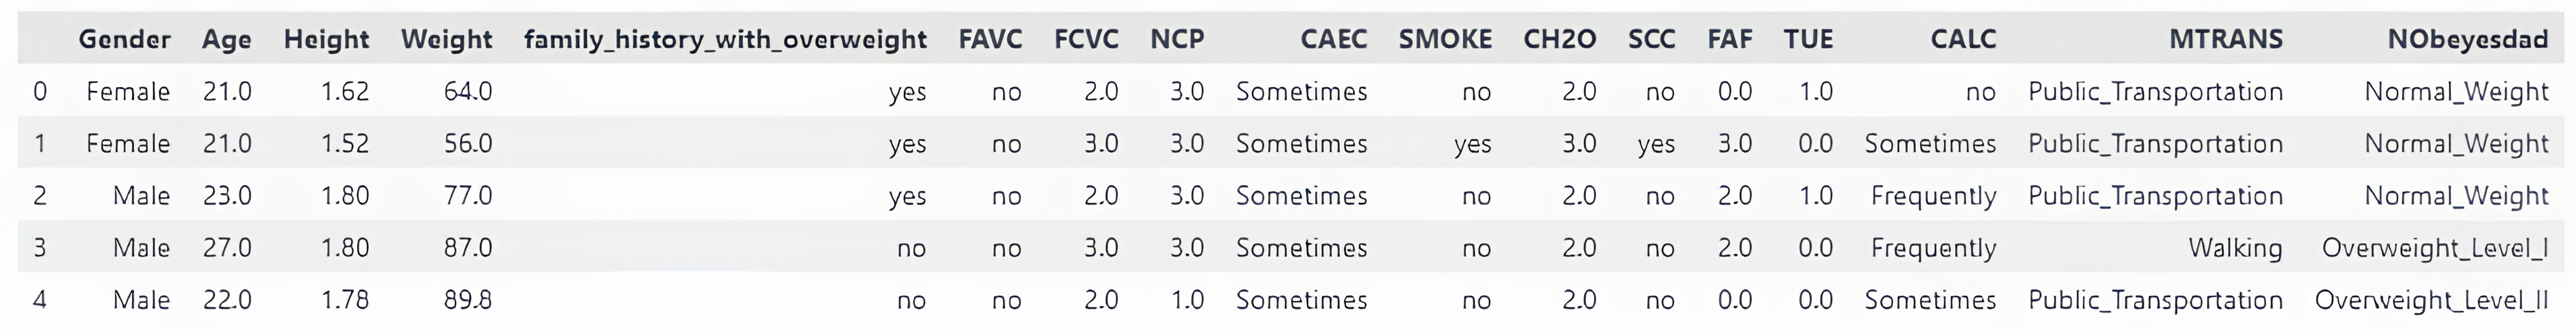 Gender Age Height Weight family_history_with_overweight FAVC FCVC NCP CAEC SMOKE CH2O SCC FAF TUE CALC MTRANS NObeyesdad
0 Female 21.0 1.62 64.0 yes no 2.0 3.0 Sometimes no 2.0 no 0.0 1.0 no Public_Transportation Normal_Weight
1 Female 21.0 1.52 56.0 yes no 3.0 3.0 Sometimes yes 3.0 yes 3.0 0.0 Sometimes Public_Transportation Normal_Weight
2 Male 23.0 1.80 77.0 yes no 2.0 3.0 Sometimes no 2.0 no 2.0 1.0 Frequently Public_Transportation Normal_Weight
3 Male 27.0 1.80 87.0 no no 3.0 3.0 Sometimes no 2.0 no 2.0 0.0 Frequently Walking Overweight_Level_I
4 Male 22.0 1.78 89.8 no no 2.0 1.0 Sometimes no 2.0 no 0.0 0.0 Sometimes Public_Transportation Overweight_Level_II